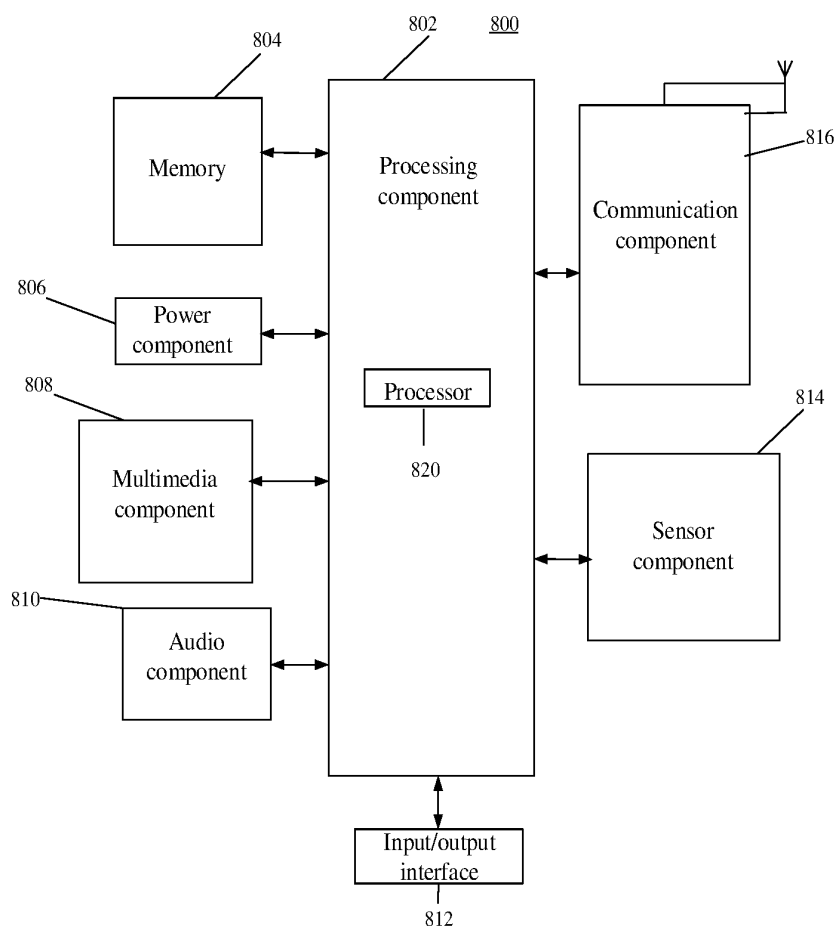 802
800
804
Memory
Processing
component
816
Communication
component
806
Power
component
808
Processor
820
Multimedia
component
814
Sensor
component
810
Audio
component
Input/output
interface
812